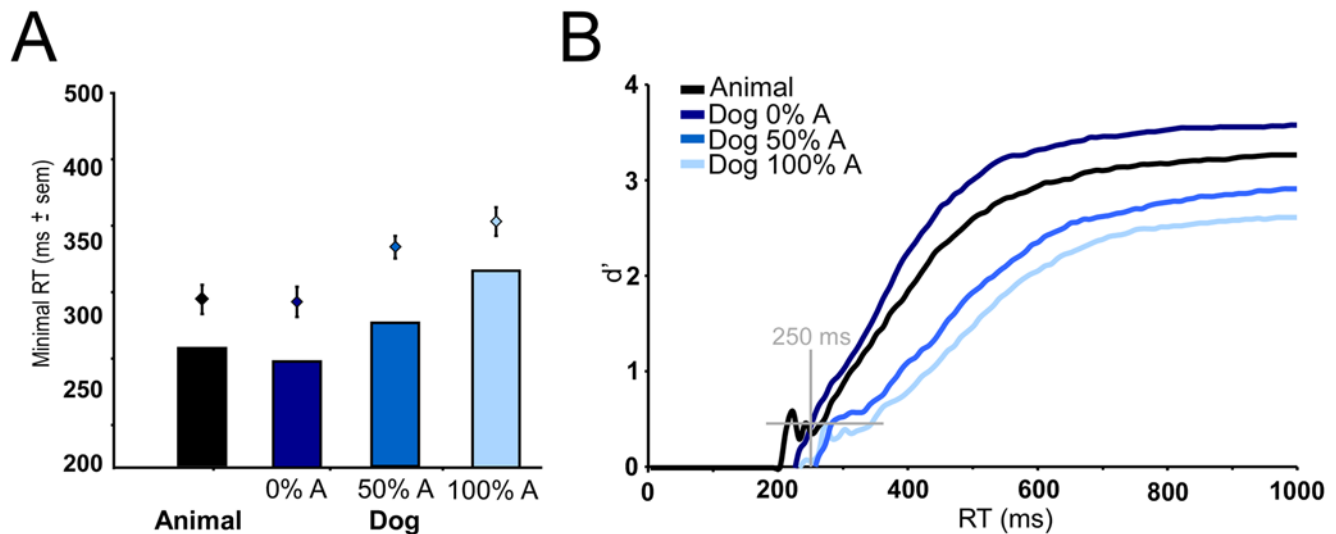 A
Minimal RT (ms ± sem)
500
400
350
300
250
200
0% A 50% A 100% A
Animal Dog
B
Animal
Dog 0% A
Dog 50% A
Dog 100% A
d'
4
3
2
1
0
250 ms
0 200 400 600 800 1000
RT (ms)